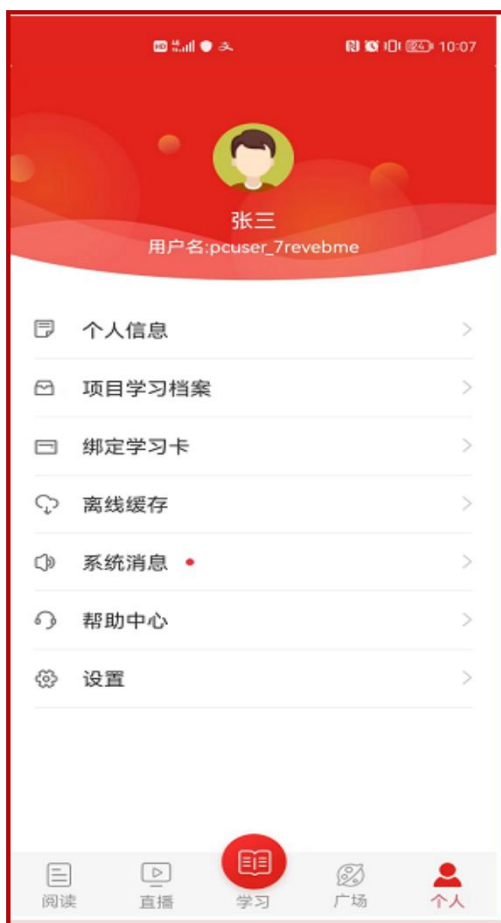 HD 10:07
24
张三
用户名:pcuser_7revebme
个人信息
项目学习档案
绑定学习卡
离线缓存
系统消息
帮助中心
设置
阅读 直播 学习 广场 个人